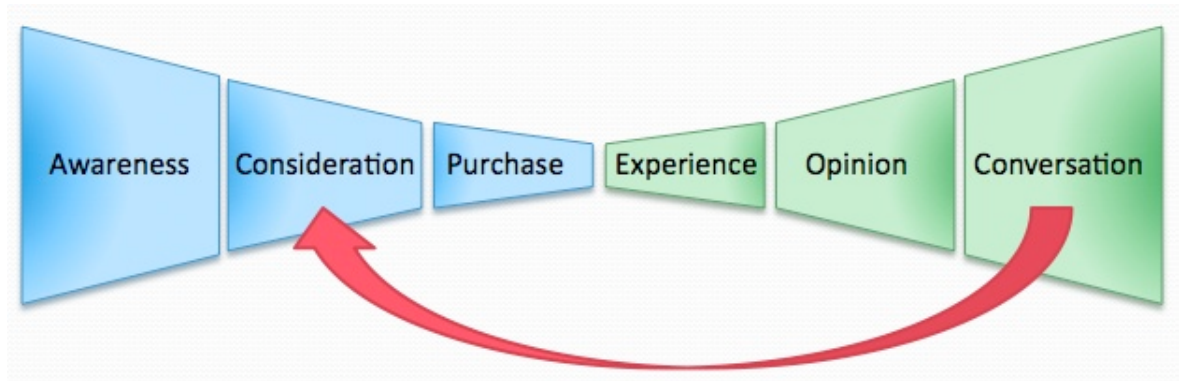 Awareness
Consideration
Purchase
Experience
Opinion
Conversation